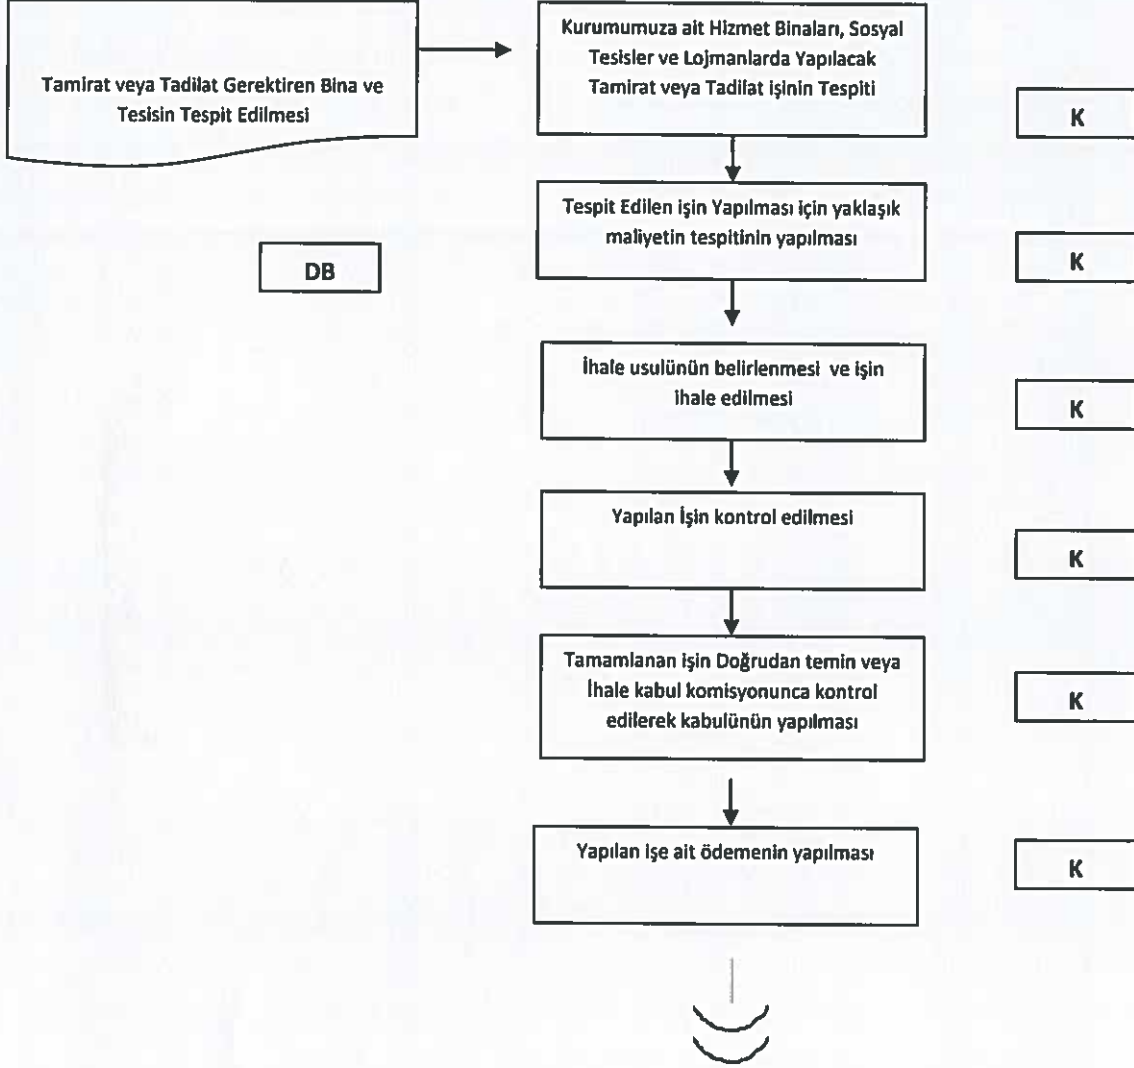 Tamirat veya Tadilat Gerektiren Bina ve
Tesisin Tespit Edilmesi
Kurumumuza ait Hizmet Binaları, Sosyal
Tesisler ve Lojmanlarda Yapılacak
Tamirat veya Tadilat işinin Tespiti
K
Tespit Edilen işin Yapılması için yaklaşık
maliyetin tespitinin yapılması
K
DB
İhale usulünün belirlenmesi ve işin
ihale edilmesi
K
Yapılan İşin kontrol edilmesi
K
Tamamlanan işin Doğrudan temin veya
İhale kabul komisyonunca kontrol
edilerek kabulünün yapılması
K
Yapılan işe ait ödemenin yapılması
K